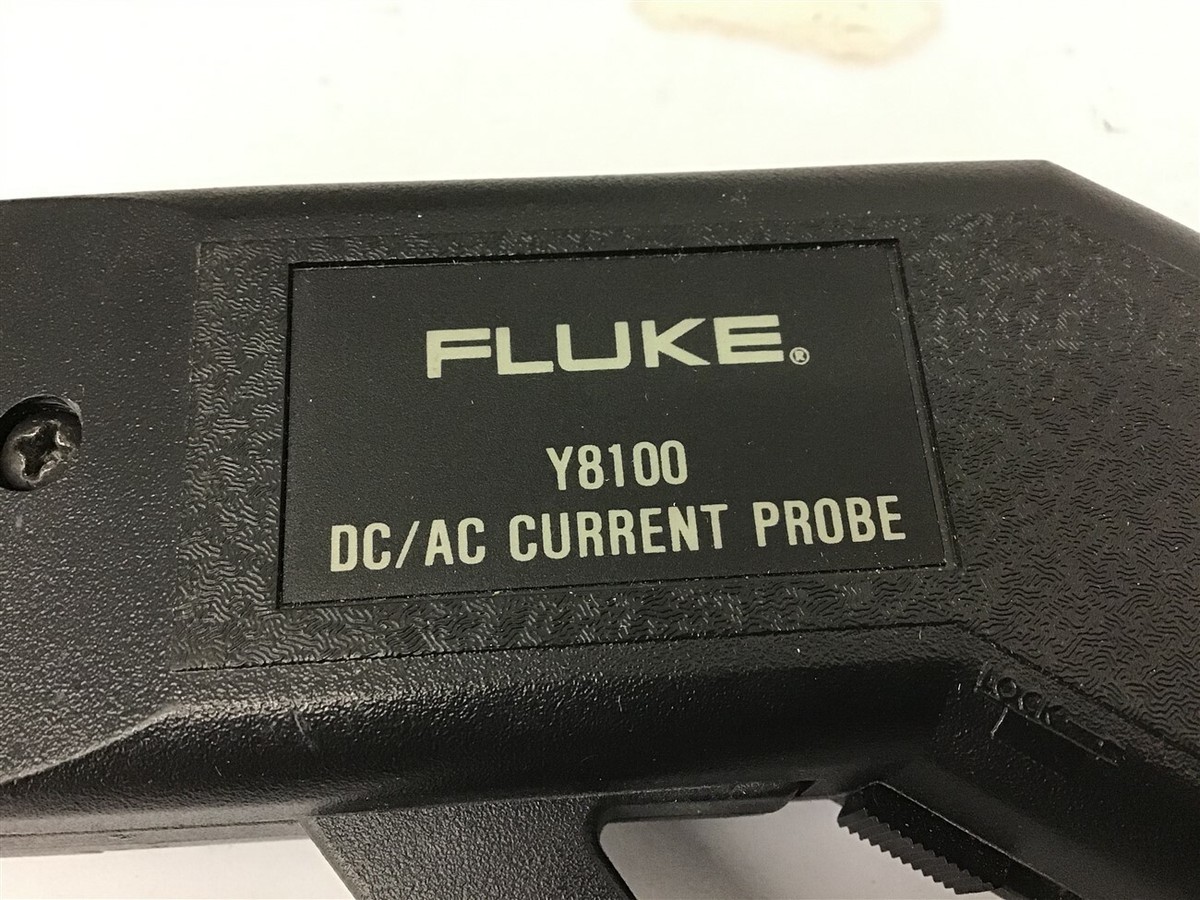 FLUKE®
Y8100
DC/AC CURRENT PROBE
LOCK